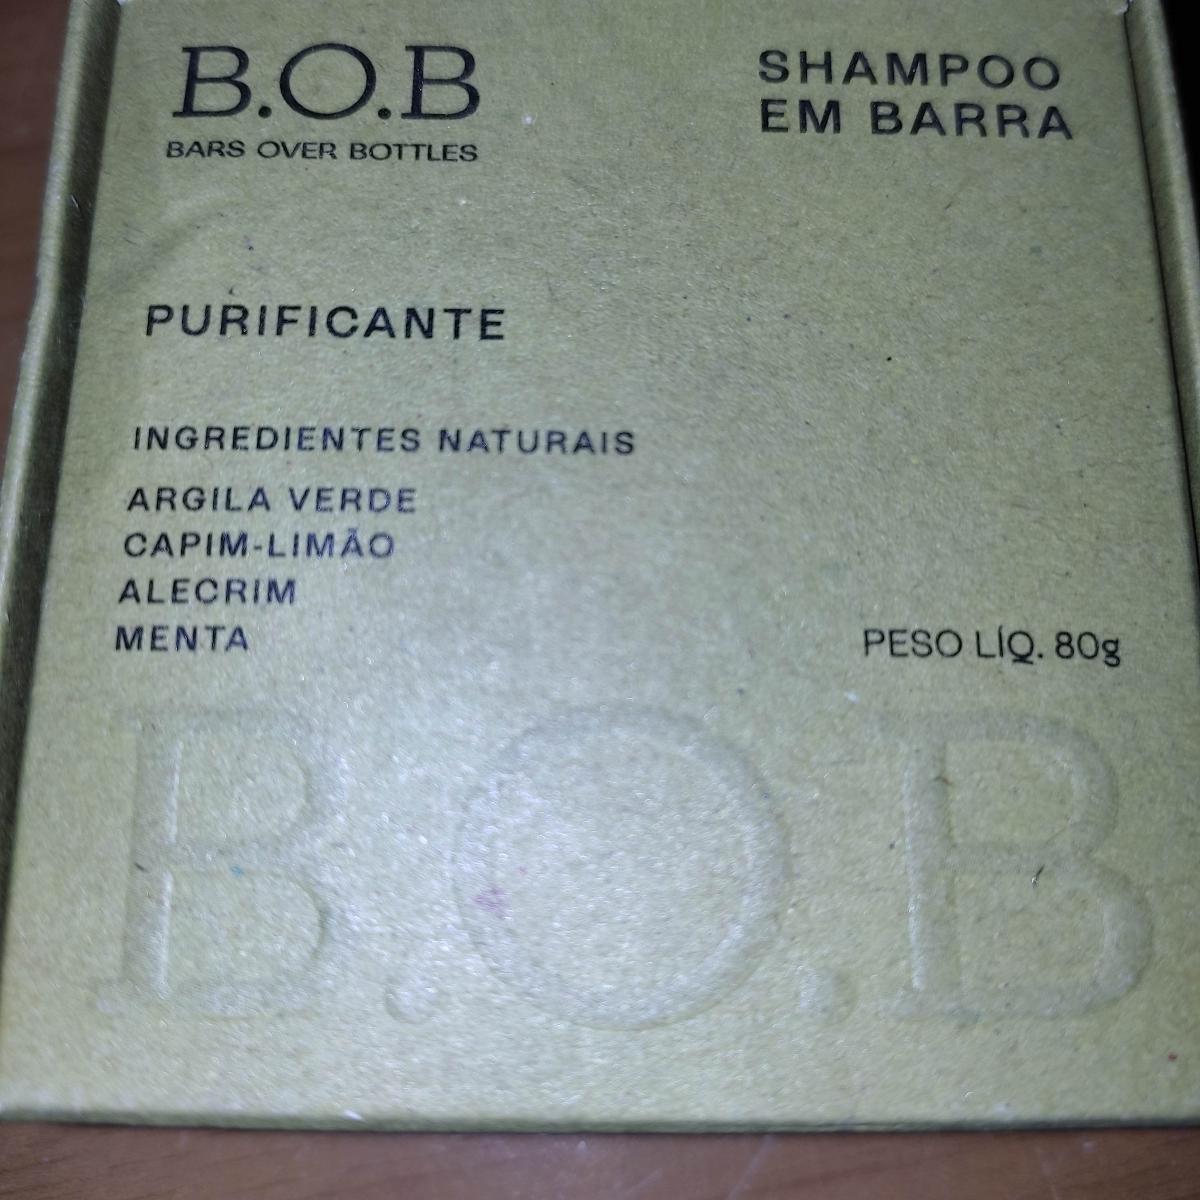 B.O.B
BARS OVER BOTTLES
SHAMPOO
EM BARRA
PURIFICANTE
INGREDIENTES NATURAIS
ARGILA VERDE
CAPIM-LIMÃO
ALECRIM
MENTA
PESO LÍQ. 80g
B.O.B